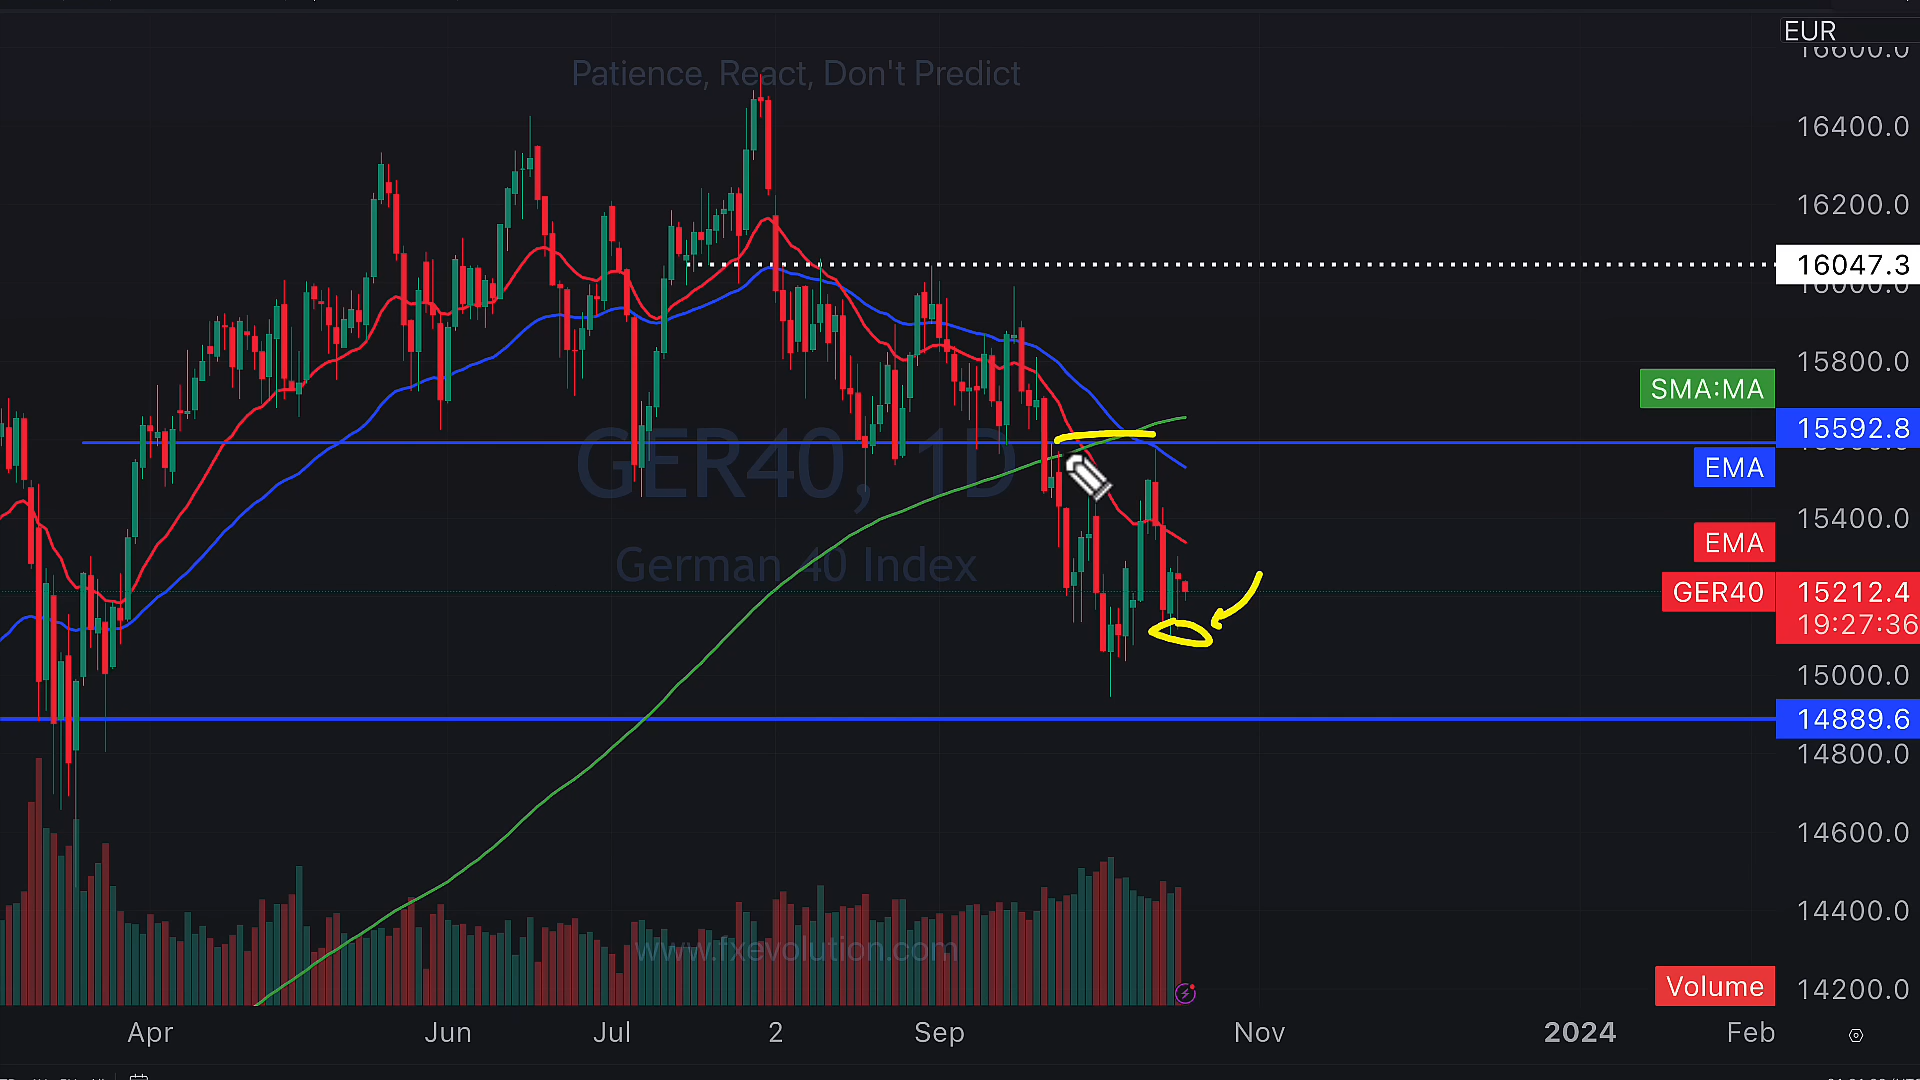 EUR
Patience, React, Don't Predict
16400.0
16200.0
16047.3
15800.0
SMA:MA
15592.8
EMA
GER40, 1D
15400.0
EMA
German 40 Index
GER40 15212.4
19:27:36
15000.0
14889.6
14800.0
14600.0
14400.0
www.fxevolution.com
Volume
14200.0
Apr Jun Jul 2 Sep Nov 2024 Feb